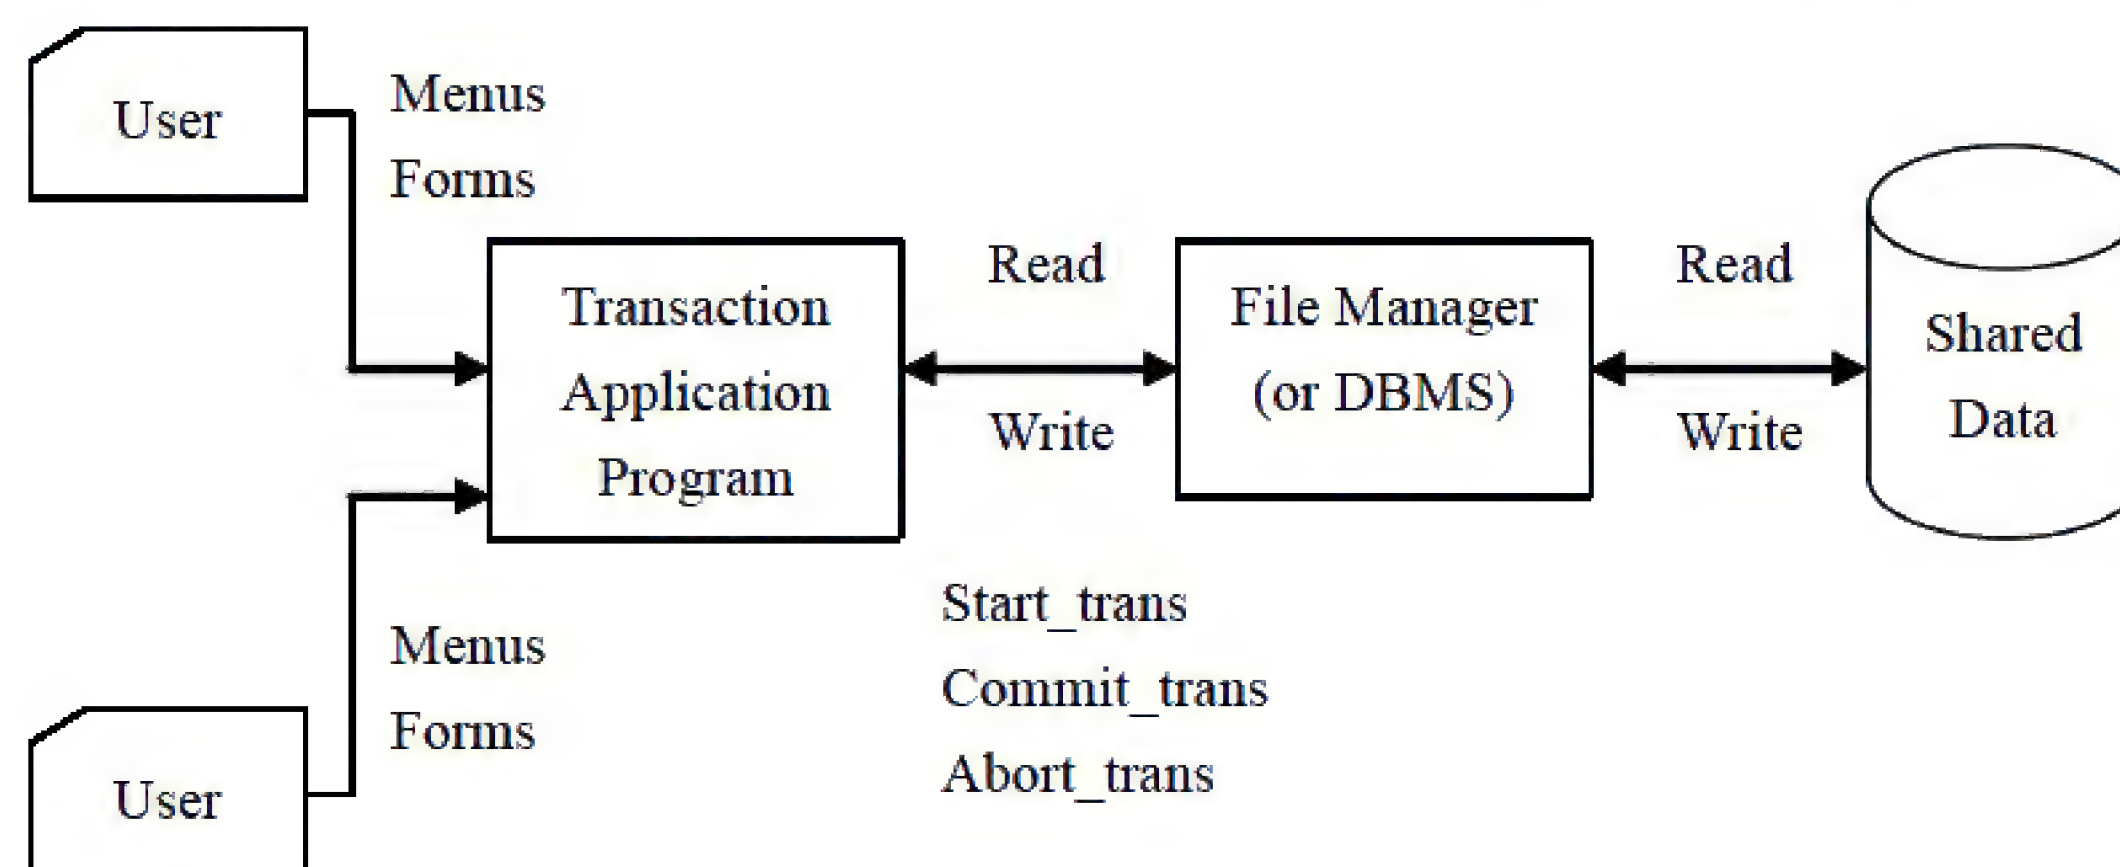 User
Menus
Forms
Transaction
Application
Program
Read
Write
File Manager
(or DBMS)
Read
Write
Shared
Data
Start_trans
Commit_trans
Abort_trans
Menus
Forms
User